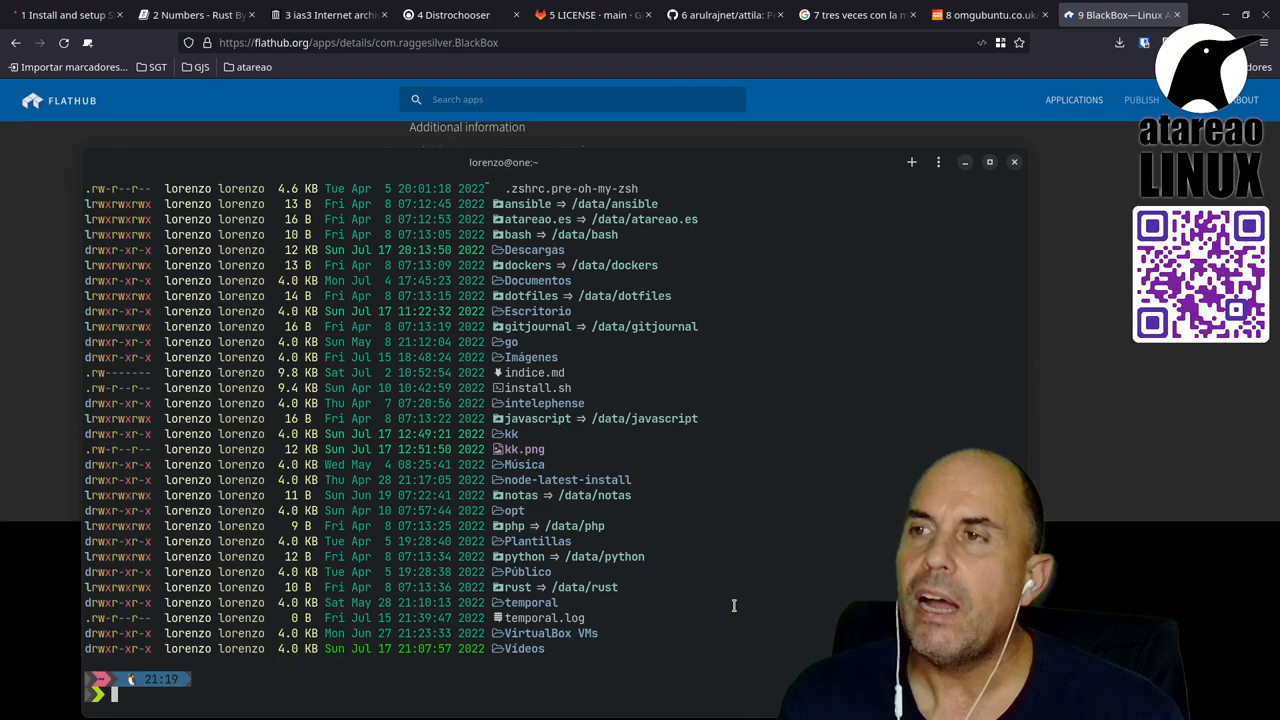 1 Install and setup S
2 Numbers - Rust By
3 ias3 Internet archi
4 Distrochooser
5 LICENSE · main · G
6 arulrajnet/attila: Pe
7 tres veces con la m
8 omgubuntu.co.uk/
9 BlackBox—Linux A
https://flathub.org/apps/details/com.raggesilver.BlackBox
Importar marcadores...
SGT
GJS
atareao
dores
FLATHUB
Search apps
APPLICATIONS
PUBLISH
ABOUT
Additional information
atareao
LINUX
lorenzo@one:~
.rw-r--r-- lorenzo lorenzo 4.6 KB Tue Apr 5 20:01:18 2022 .zshrc.pre-oh-my-zsh
lrwxrwxrwx lorenzo lorenzo 13 B Fri Apr 8 07:12:45 2022 ansible ⇒ /data/ansible
lrwxrwxrwx lorenzo lorenzo 16 B Fri Apr 8 07:12:53 2022 atareao.es ⇒ /data/atareao.es
lrwxrwxrwx lorenzo lorenzo 10 B Fri Apr 8 07:13:05 2022 bash ⇒ /data/bash
drwxr-xr-x lorenzo lorenzo 12 KB Sun Jul 17 20:13:50 2022 Descargas
lrwxrwxrwx lorenzo lorenzo 13 B Fri Apr 8 07:13:09 2022 dockers ⇒ /data/dockers
drwxr-xr-x lorenzo lorenzo 4.0 KB Mon Jul 4 17:45:23 2022 Documentos
lrwxrwxrwx lorenzo lorenzo 14 B Fri Apr 8 07:13:15 2022 dotfiles ⇒ /data/dotfiles
drwxr-xr-x lorenzo lorenzo 4.0 KB Sun Jul 17 11:22:32 2022 Escritorio
lrwxrwxrwx lorenzo lorenzo 16 B Fri Apr 8 07:13:19 2022 gitjournal ⇒ /data/gitjournal
drwxr-xr-x lorenzo lorenzo 4.0 KB Sun May 8 21:12:04 2022 go
drwxr-xr-x lorenzo lorenzo 4.0 KB Fri Jul 15 18:48:24 2022 Imágenes
.rw------- lorenzo lorenzo 9.8 KB Sat Jul 2 10:52:54 2022 indice.md
.rw-r--r-- lorenzo lorenzo 9.4 KB Sun Apr 10 10:42:59 2022 install.sh
drwxr-xr-x lorenzo lorenzo 4.0 KB Thu Apr 7 07:20:56 2022 intelephense
lrwxrwxrwx lorenzo lorenzo 16 B Fri Apr 8 07:13:22 2022 javascript ⇒ /data/javascript
drwxr-xr-x lorenzo lorenzo 4.0 KB Sun Jul 17 12:49:21 2022 kk
.rw-r--r-- lorenzo lorenzo 12 KB Sun Jul 17 12:51:50 2022 kk.png
drwxr-xr-x lorenzo lorenzo 4.0 KB Wed May 4 08:25:41 2022 Música
drwxr-xr-x lorenzo lorenzo 4.0 KB Thu Apr 28 21:17:05 2022 node-latest-install
lrwxrwxrwx lorenzo lorenzo 11 B Sun Jun 19 07:22:41 2022 notas ⇒ /data/notas
drwxr-xr-x lorenzo lorenzo 4.0 KB Sun Apr 10 07:57:44 2022 opt
lrwxrwxrwx lorenzo lorenzo 9 B Fri Apr 8 07:13:25 2022 php ⇒ /data/php
drwxr-xr-x lorenzo lorenzo 4.0 KB Tue Apr 5 19:28:40 2022 Plantillas
lrwxrwxrwx lorenzo lorenzo 12 B Fri Apr 8 07:13:34 2022 python ⇒ /data/python
drwxr-xr-x lorenzo lorenzo 4.0 KB Tue Apr 5 19:28:38 2022 Público
lrwxrwxrwx lorenzo lorenzo 10 B Fri Apr 8 07:13:36 2022 rust ⇒ /data/rust
drwxr-xr-x lorenzo lorenzo 4.0 KB Sat May 28 21:10:13 2022 temporal
.rw-r--r-- lorenzo lorenzo 0 B Fri Jul 15 21:39:47 2022 temporal.log
drwxr-xr-x lorenzo lorenzo 4.0 KB Mon Jun 27 21:23:33 2022 VirtualBox VMs
drwxr-xr-x lorenzo lorenzo 4.0 KB Sun Jul 17 21:07:57 2022 Vídeos
~ 21:19